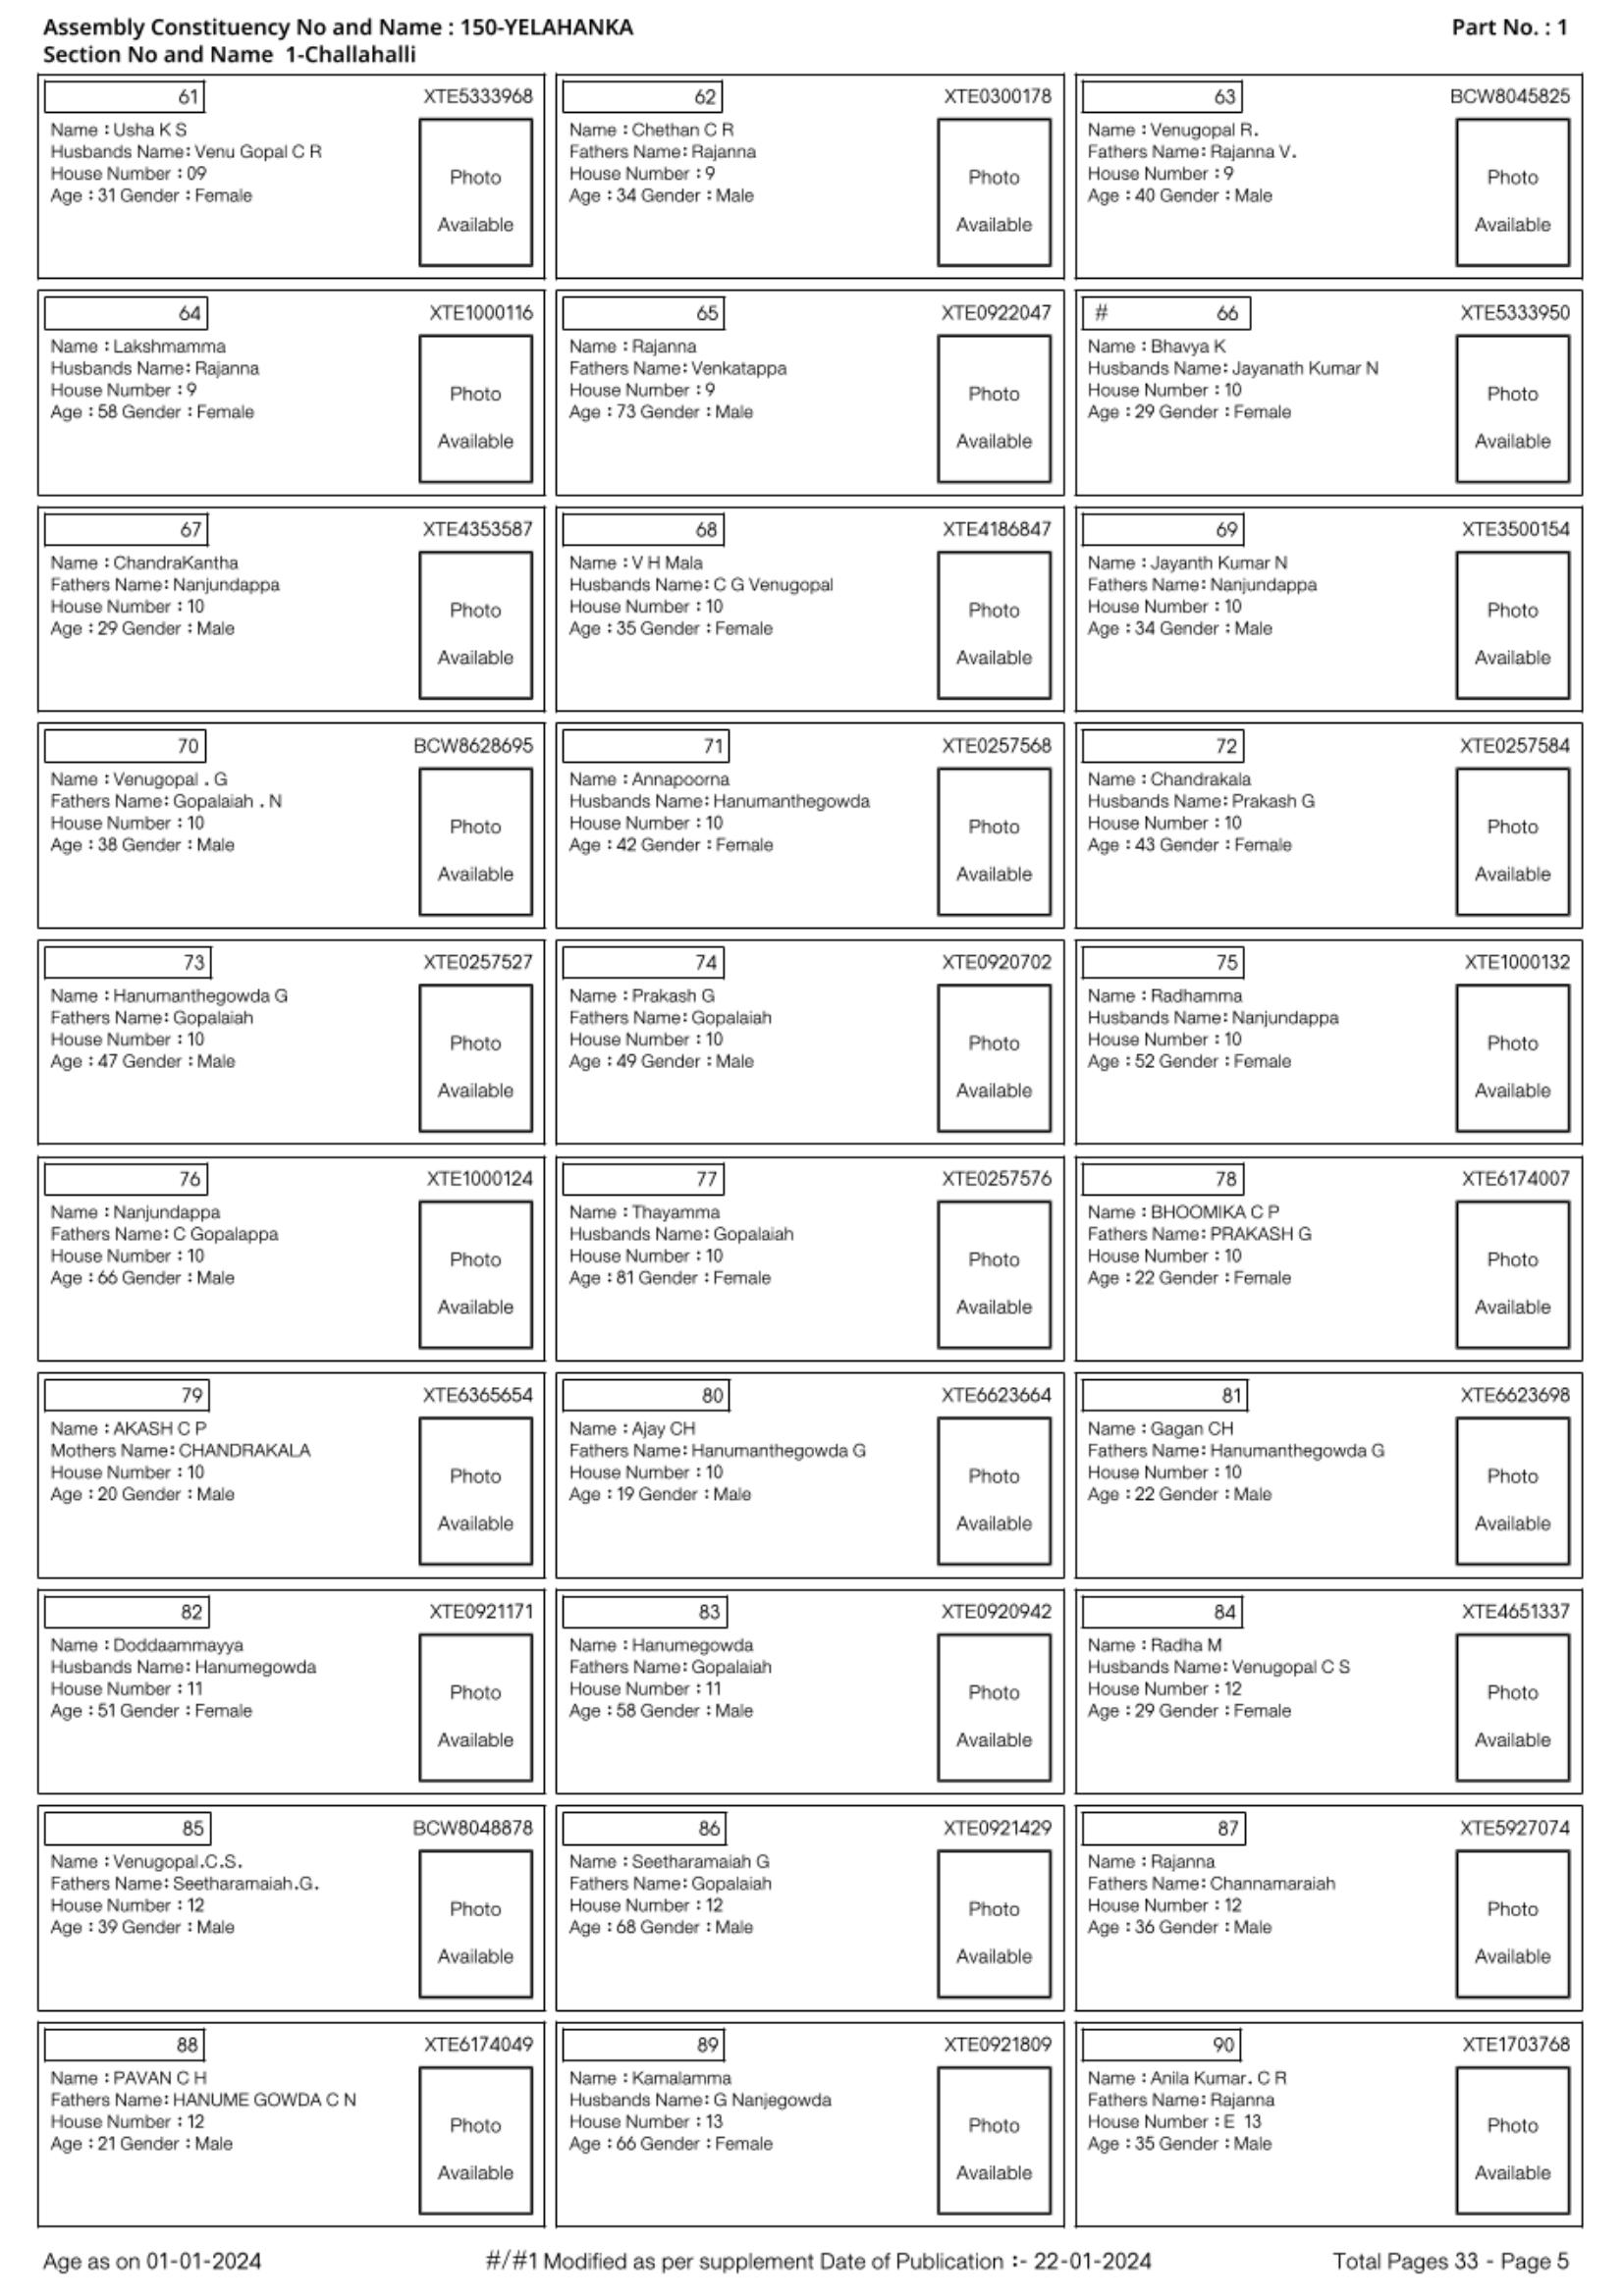 Assembly Constituency No and Name : 150-YELAHANKA Part No. : 1
Section No and Name 1-Challahalli
61 XTE5333968
Name : Usha K S
Husbands Name: Venu Gopal C R
House Number : 09
Age : 31 Gender : Female
Photo
Available
62 XTE0300178
Name : Chethan C R
Fathers Name: Rajanna
House Number : 9
Age : 34 Gender : Male
Photo
Available
63 BCW8045825
Name : Venugopal R.
Fathers Name: Rajanna V.
House Number : 9
Age : 40 Gender : Male
Photo
Available
64 XTE1000116
Name : Lakshmamma
Husbands Name: Rajanna
House Number : 9
Age : 58 Gender : Female
Photo
Available
65 XTE0922047
Name : Rajanna
Fathers Name: Venkatappa
House Number : 9
Age : 73 Gender : Male
Photo
Available
# 66 XTE5333950
Name : Bhavya K
Husbands Name: Jayanath Kumar N
House Number : 10
Age : 29 Gender : Female
Photo
Available
67 XTE4353587
Name : ChandraKantha
Fathers Name: Nanjundappa
House Number : 10
Age : 29 Gender : Male
Photo
Available
68 XTE4186847
Name : V H Mala
Husbands Name: C G Venugopal
House Number : 10
Age : 35 Gender : Female
Photo
Available
69 XTE3500154
Name : Jayanth Kumar N
Fathers Name: Nanjundappa
House Number : 10
Age : 34 Gender : Male
Photo
Available
70 BCW8628695
Name : Venugopal . G
Fathers Name: Gopalaiah . N
House Number : 10
Age : 38 Gender : Male
Photo
Available
71 XTE0257568
Name : Annapoorna
Husbands Name: Hanumanthegowda
House Number : 10
Age : 42 Gender : Female
Photo
Available
72 XTE0257584
Name : Chandrakala
Husbands Name: Prakash G
House Number : 10
Age : 43 Gender : Female
Photo
Available
73 XTE0257527
Name : Hanumanthegowda G
Fathers Name: Gopalaiah
House Number : 10
Age : 47 Gender : Male
Photo
Available
74 XTE0920702
Name : Prakash G
Fathers Name: Gopalaiah
House Number : 10
Age : 49 Gender : Male
Photo
Available
75 XTE1000132
Name : Radhamma
Husbands Name: Nanjundappa
House Number : 10
Age : 52 Gender : Female
Photo
Available
76 XTE1000124
Name : Nanjundappa
Fathers Name: C Gopalappa
House Number : 10
Age : 66 Gender : Male
Photo
Available
77 XTE0257576
Name : Thayamma
Husbands Name: Gopalaiah
House Number : 10
Age : 81 Gender : Female
Photo
Available
78 XTE6174007
Name : BHOOMIKA C P
Fathers Name: PRAKASH G
House Number : 10
Age : 22 Gender : Female
Photo
Available
79 XTE6365654
Name : AKASH C P
Mothers Name: CHANDRAKALA
House Number : 10
Age : 20 Gender : Male
Photo
Available
80 XTE6623664
Name : Ajay CH
Fathers Name: Hanumanthegowda G
House Number : 10
Age : 19 Gender : Male
Photo
Available
81 XTE6623698
Name : Gagan CH
Fathers Name: Hanumanthegowda G
House Number : 10
Age : 22 Gender : Male
Photo
Available
82 XTE0921171
Name : Doddaammayya
Husbands Name: Hanumegowda
House Number : 11
Age : 51 Gender : Female
Photo
Available
83 XTE0920942
Name : Hanumegowda
Fathers Name: Gopalaiah
House Number : 11
Age : 58 Gender : Male
Photo
Available
84 XTE4651337
Name : Radha M
Husbands Name: Venugopal C S
House Number : 12
Age : 29 Gender : Female
Photo
Available
85 BCW8048878
Name : Venugopal.C.S.
Fathers Name: Seetharamaiah.G.
House Number : 12
Age : 39 Gender : Male
Photo
Available
86 XTE0921429
Name : Seetharamaiah G
Fathers Name: Gopalaiah
House Number : 12
Age : 68 Gender : Male
Photo
Available
87 XTE5927074
Name : Rajanna
Fathers Name: Channamaraiah
House Number : 12
Age : 36 Gender : Male
Photo
Available
88 XTE6174049
Name : PAVAN C H
Fathers Name: HANUME GOWDA C N
House Number : 12
Age : 21 Gender : Male
Photo
Available
89 XTE0921809
Name : Kamalamma
Husbands Name: G Nanjegowda
House Number : 13
Age : 66 Gender : Female
Photo
Available
90 XTE1703768
Name : Anila Kumar. C R
Fathers Name: Rajanna
House Number : E 13
Age : 35 Gender : Male
Photo
Available
Age as on 01-01-2024 #/#1 Modified as per supplement Date of Publication :- 22-01-2024 Total Pages 33 - Page 5